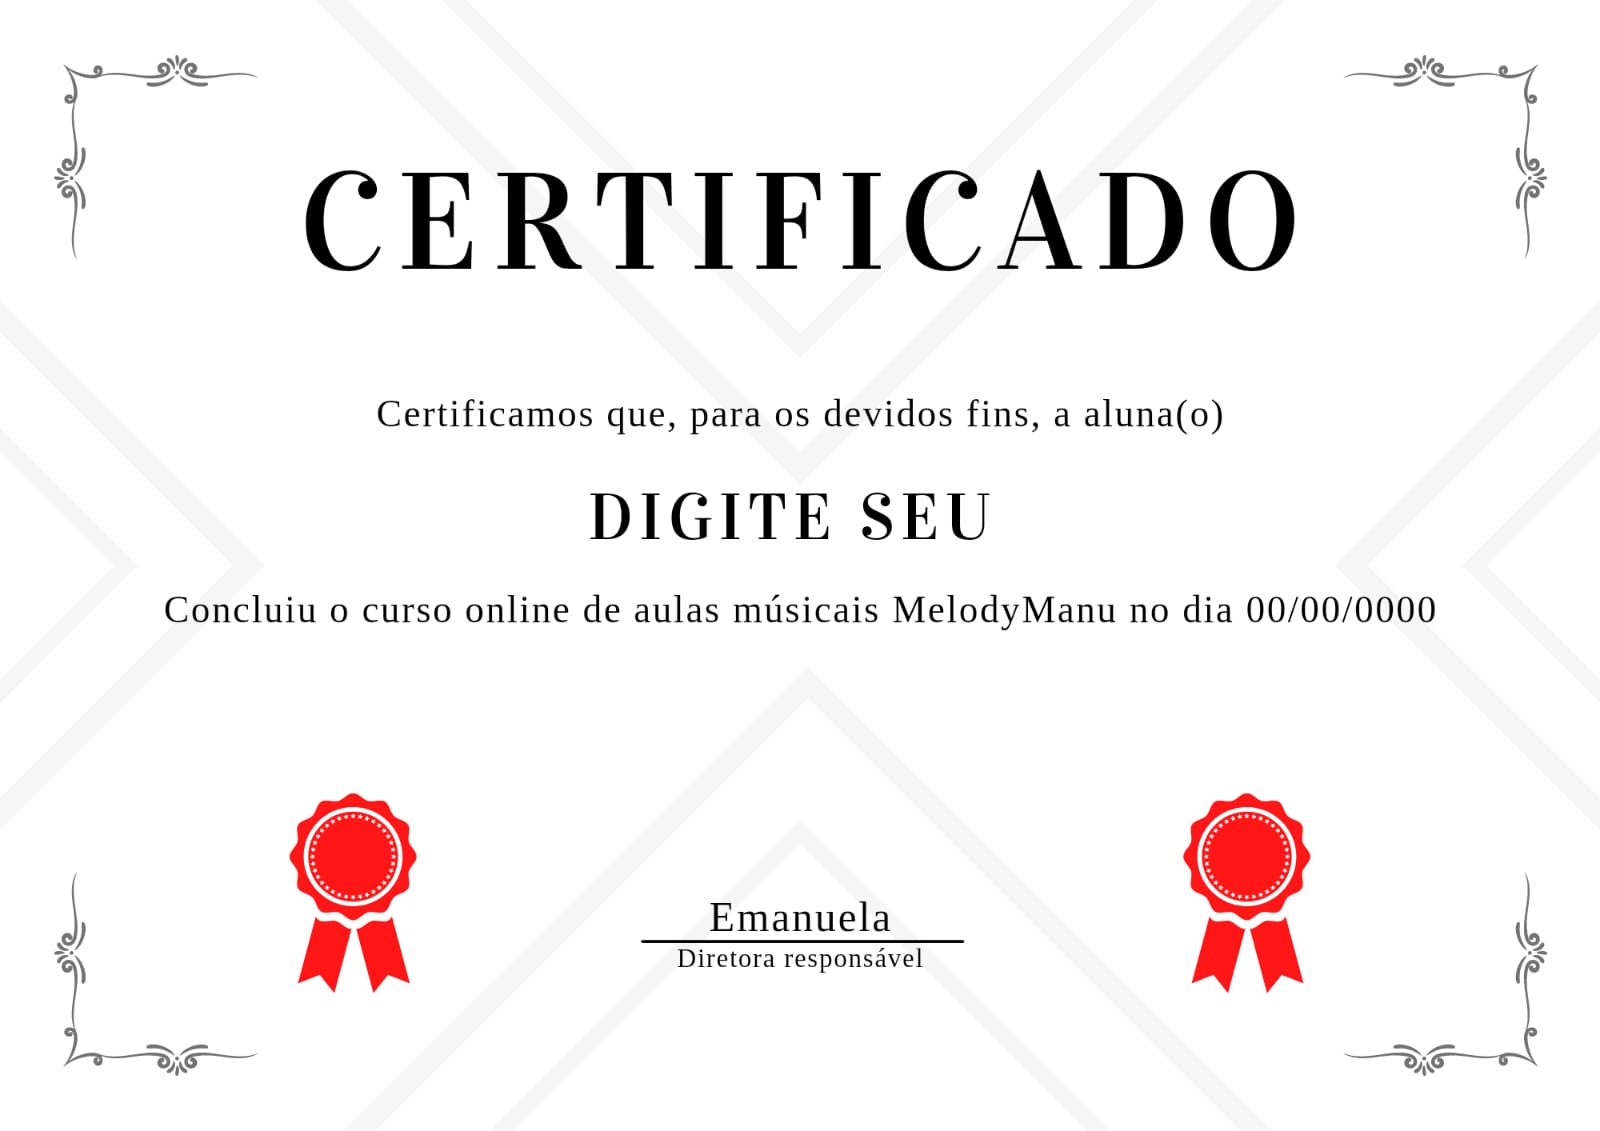 CERTIFICADO
Certificamos que, para os devidos fins, a aluna(o)
DIGITE SEU
Concluiu o curso online de aulas músicais MelodyManu no dia 00/00/0000
Emanuela
Diretora responsável